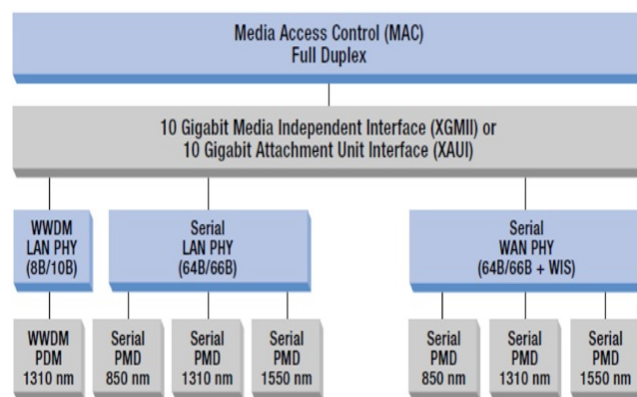 Media Access Control (MAC)
Full Duplex
10 Gigabit Media Independent Interface (XGMII) or
10 Gigabit Attachment Unit Interface (XAUI)
WWDM
LAN PHY
(8B/10B)
Serial
LAN PHY
(64B/66B)
Serial
WAN PHY
(64B/66B + WIS)
WWDM
PDM
1310 nm
Serial
PMD
850 nm
Serial
PMD
1310 nm
Serial
PMD
1550 nm
Serial
PMD
850 nm
Serial
PMD
1310 nm
Serial
PMD
1550 nm